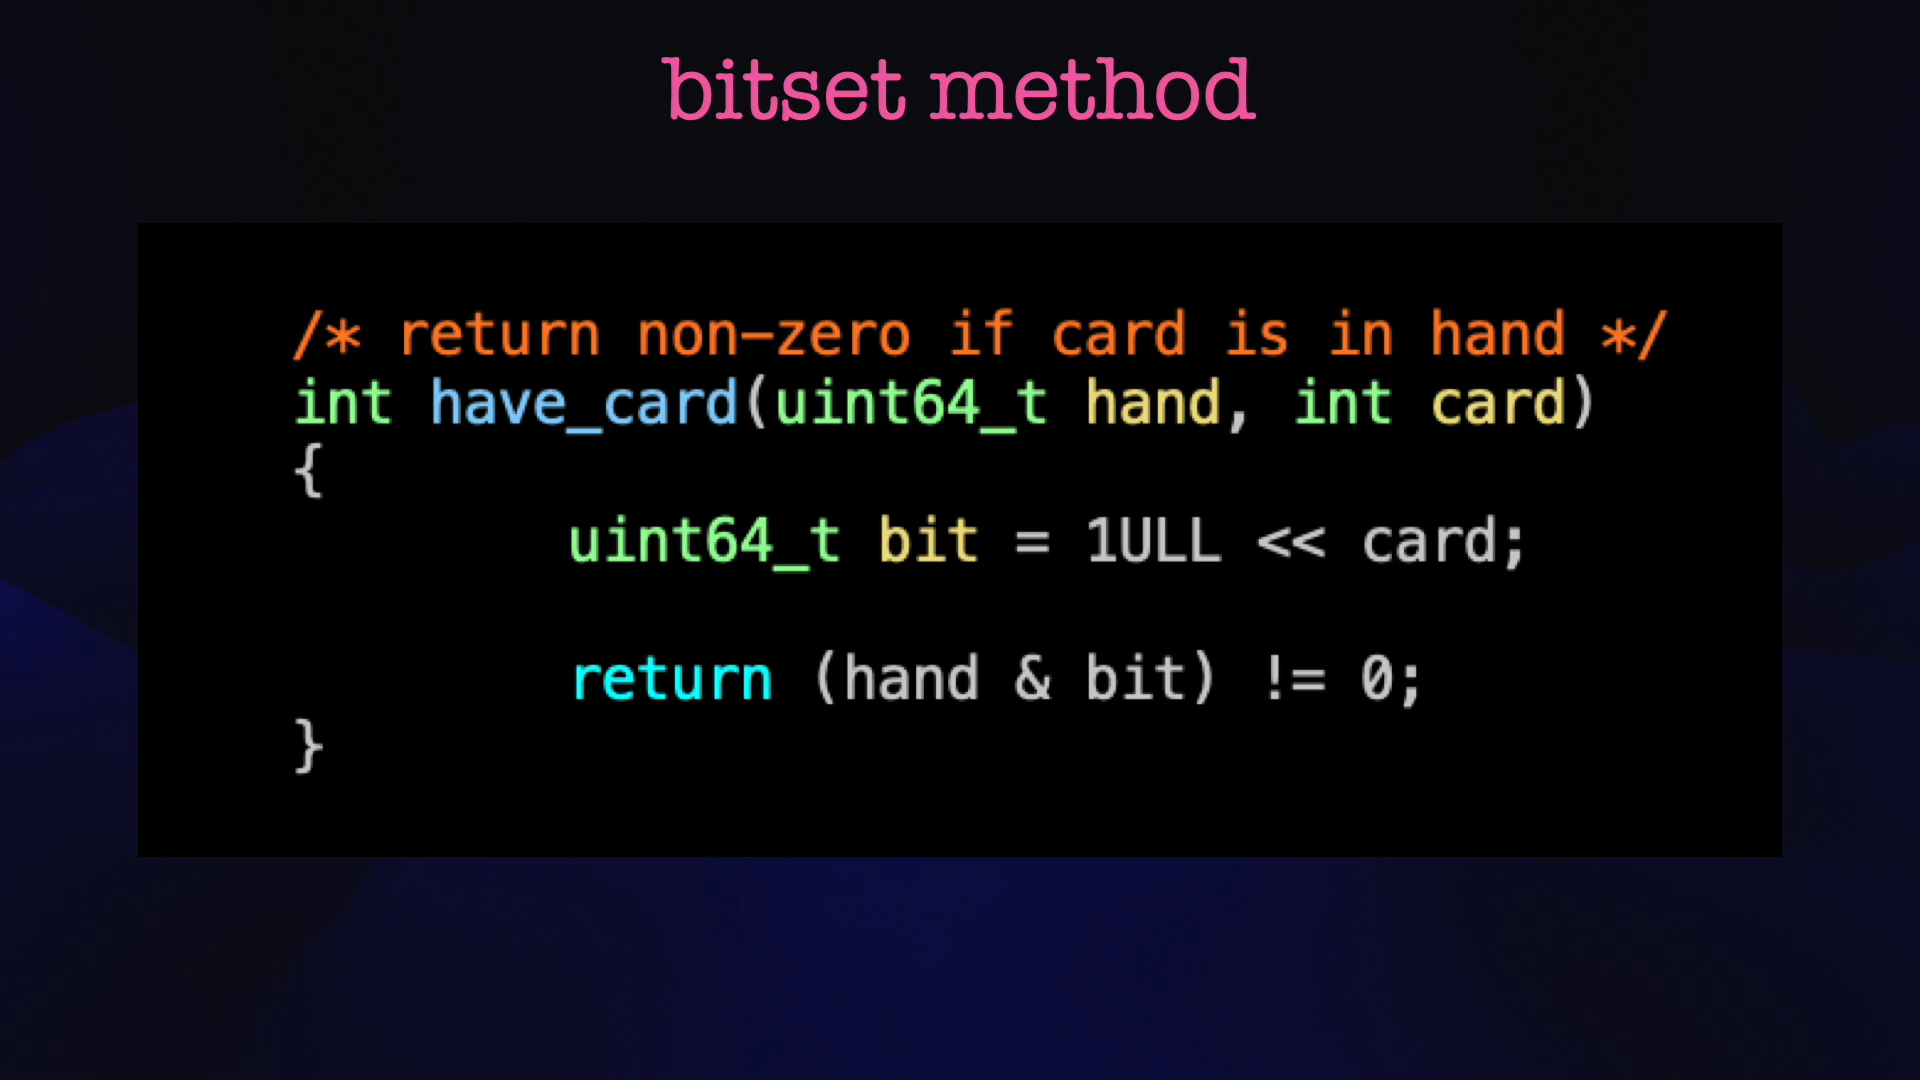 bitset method
/* return non-zero if card is in hand */
int have_card(uint64_t hand, int card)
{
uint64_t bit = 1ULL << card;
return (hand & bit) != 0;
}